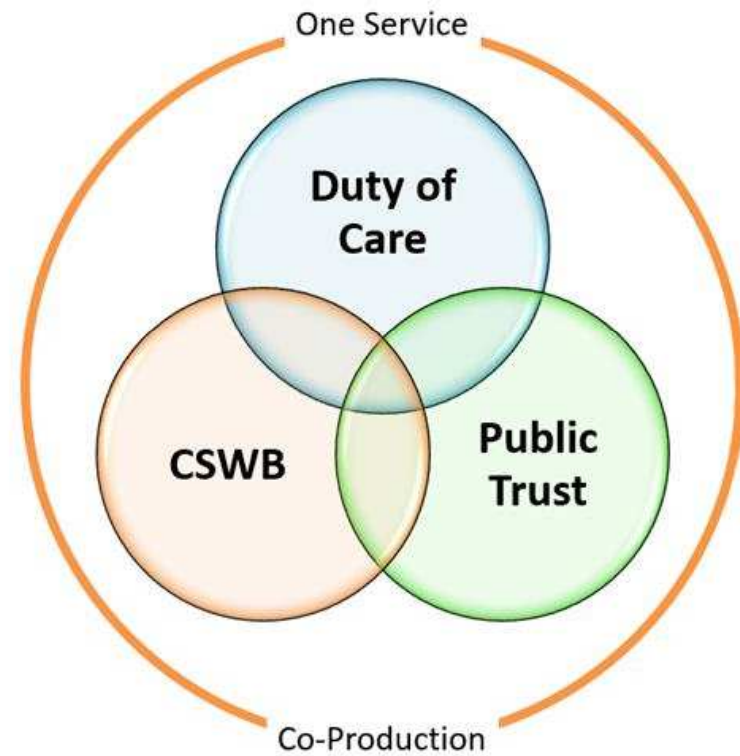 One Service
Duty of
Care
CSWB
Public
Trust
Co-Production